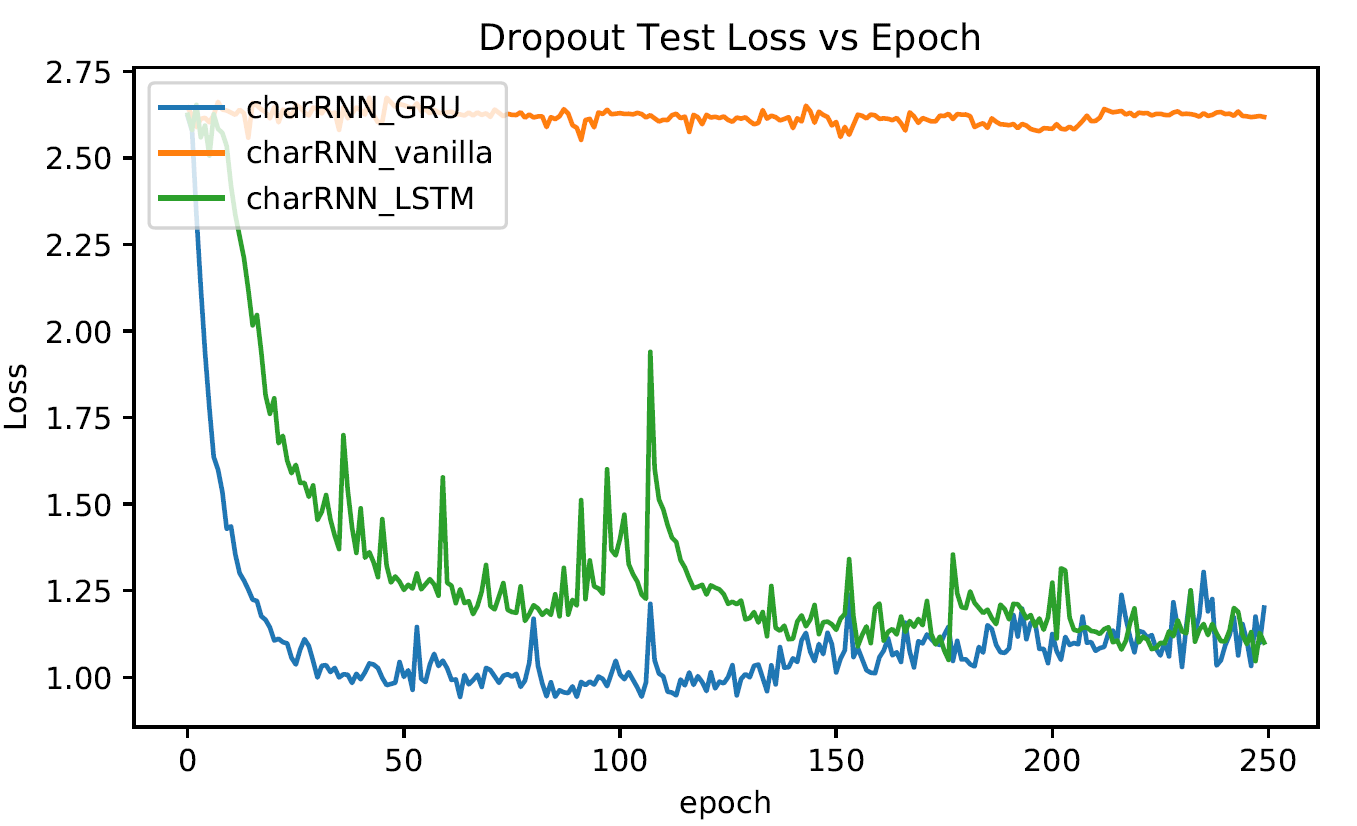 Dropout Test Loss vs Epoch
2.75
2.50
2.25
2.00
1.75
1.50
1.25
1.00
Loss
charRNN_GRU
charRNN_vanilla
charRNN_LSTM
0 50 100 150 200 250
epoch